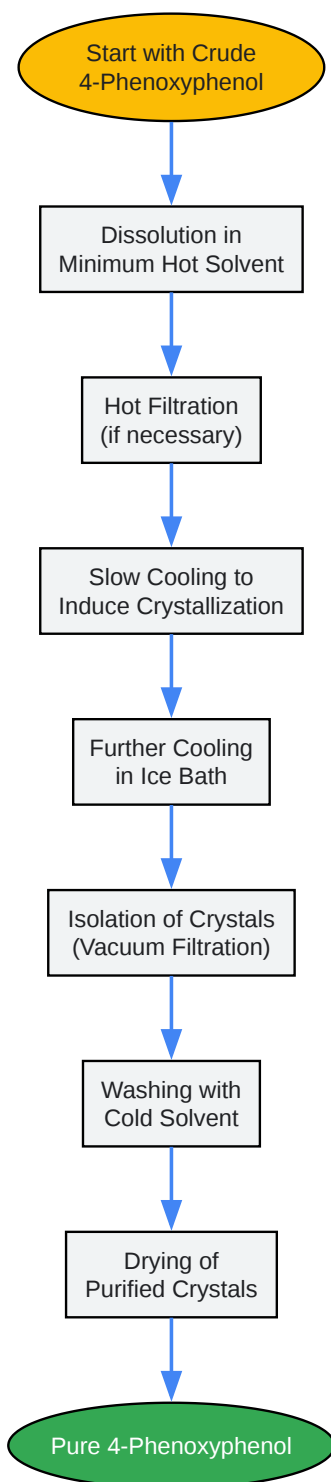 Start with Crude
4-Phenoxyphenol
Dissolution in
Minimum Hot Solvent
Hot Filtration
(if necessary)
Slow Cooling to
Induce Crystallization
Further Cooling
in Ice Bath
Isolation of Crystals
(Vacuum Filtration)
Washing with
Cold Solvent
Drying of
Purified Crystals
Pure 4-Phenoxyphenol